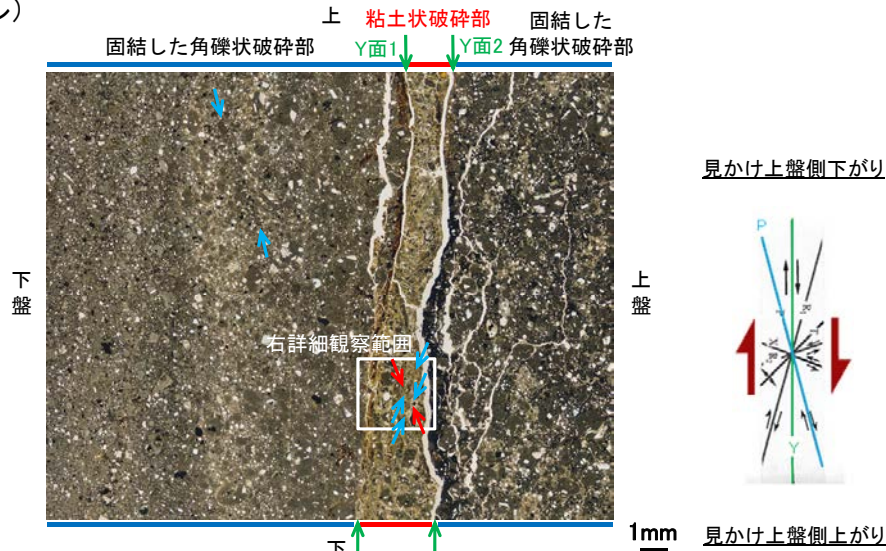 し)
上 粘土状破砕部 固結した
固結した角礫状破砕部 Y面1 Y面2 角礫状破砕部
見かけ上盤側下がり
P
下盤
上盤
右詳細観察範囲
Y
1mm 見かけ上盤側上がり
下